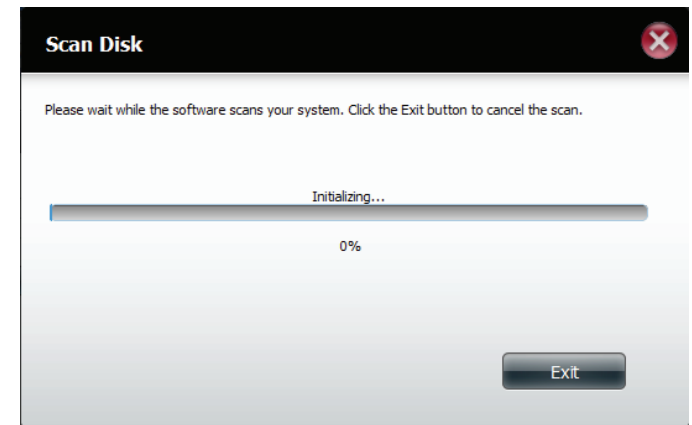 Scan Disk
Please wait while the software scans your system. Click the Exit button to cancel the scan.
Initializing...
0%
Exit